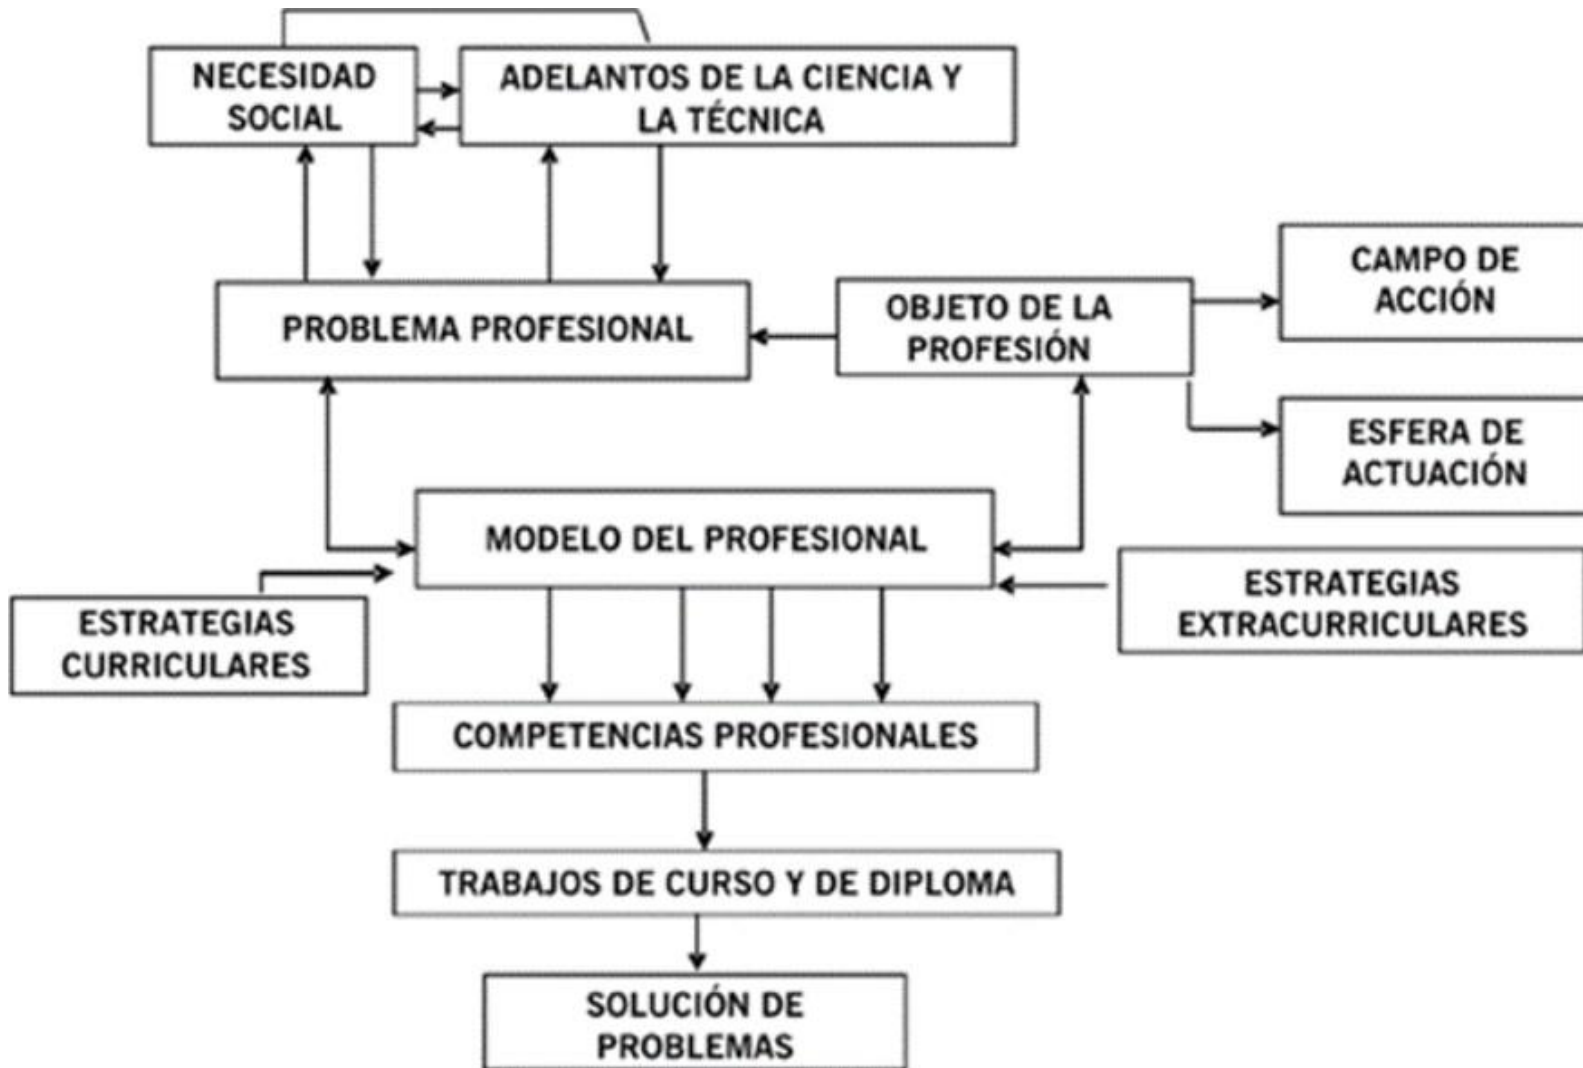 NECESIDAD
SOCIAL
ADELANTOS DE LA CIENCIA Y
LA TÉCNICA
PROBLEMA PROFESIONAL
OBJETO DE LA
PROFESIÓN
CAMPO DE
ACCIÓN
ESFERA DE
ACTUACIÓN
MODELO DEL PROFESIONAL
ESTRATEGIAS
CURRICULARES
ESTRATEGIAS
EXTRACURRICULARES
COMPETENCIAS PROFESIONALES
TRABAJOS DE CURSO Y DE DIPLOMA
SOLUCIÓN DE
PROBLEMAS